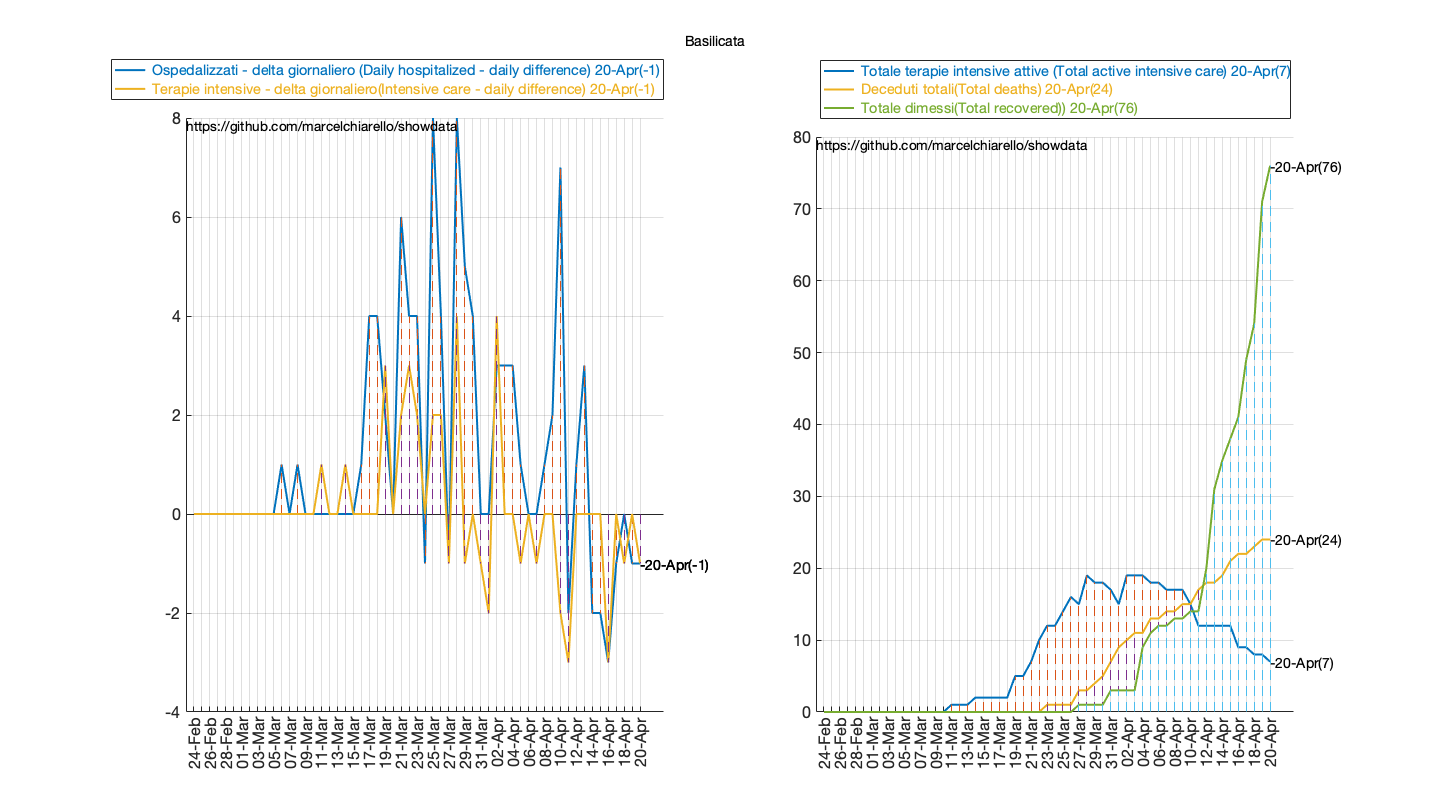 Basilicata
Ospedalizzati - delta giornaliero (Daily hospitalized - daily difference) 20-Apr(-1)
Terapie intensive - delta giornaliero(Intensive care - daily difference) 20-Apr(-1)
https://github.com/marcelchiarello/showdata
8
6
4
2
0
-2
-4
-20-Apr(-1)
24-Feb
26-Feb
28-Feb
01-Mar
03-Mar
05-Mar
07-Mar
09-Mar
11-Mar
13-Mar
15-Mar
17-Mar
19-Mar
21-Mar
23-Mar
25-Mar
27-Mar
29-Mar
31-Mar
02-Apr
04-Apr
06-Apr
08-Apr
10-Apr
12-Apr
14-Apr
16-Apr
18-Apr
20-Apr
Totale terapie intensive attive (Total active intensive care) 20-Apr(7)
Deceduti totali(Total deaths) 20-Apr(24)
Totale dimessi(Total recovered)) 20-Apr(76)
https://github.com/marcelchiarello/showdata
80
70
60
50
40
30
20
10
0
-20-Apr(76)
-20-Apr(24)
-20-Apr(7)
24-Feb
26-Feb
28-Feb
01-Mar
03-Mar
05-Mar
07-Mar
09-Mar
11-Mar
13-Mar
15-Mar
17-Mar
19-Mar
21-Mar
23-Mar
25-Mar
27-Mar
29-Mar
31-Mar
02-Apr
04-Apr
06-Apr
08-Apr
10-Apr
12-Apr
14-Apr
16-Apr
18-Apr
20-Apr